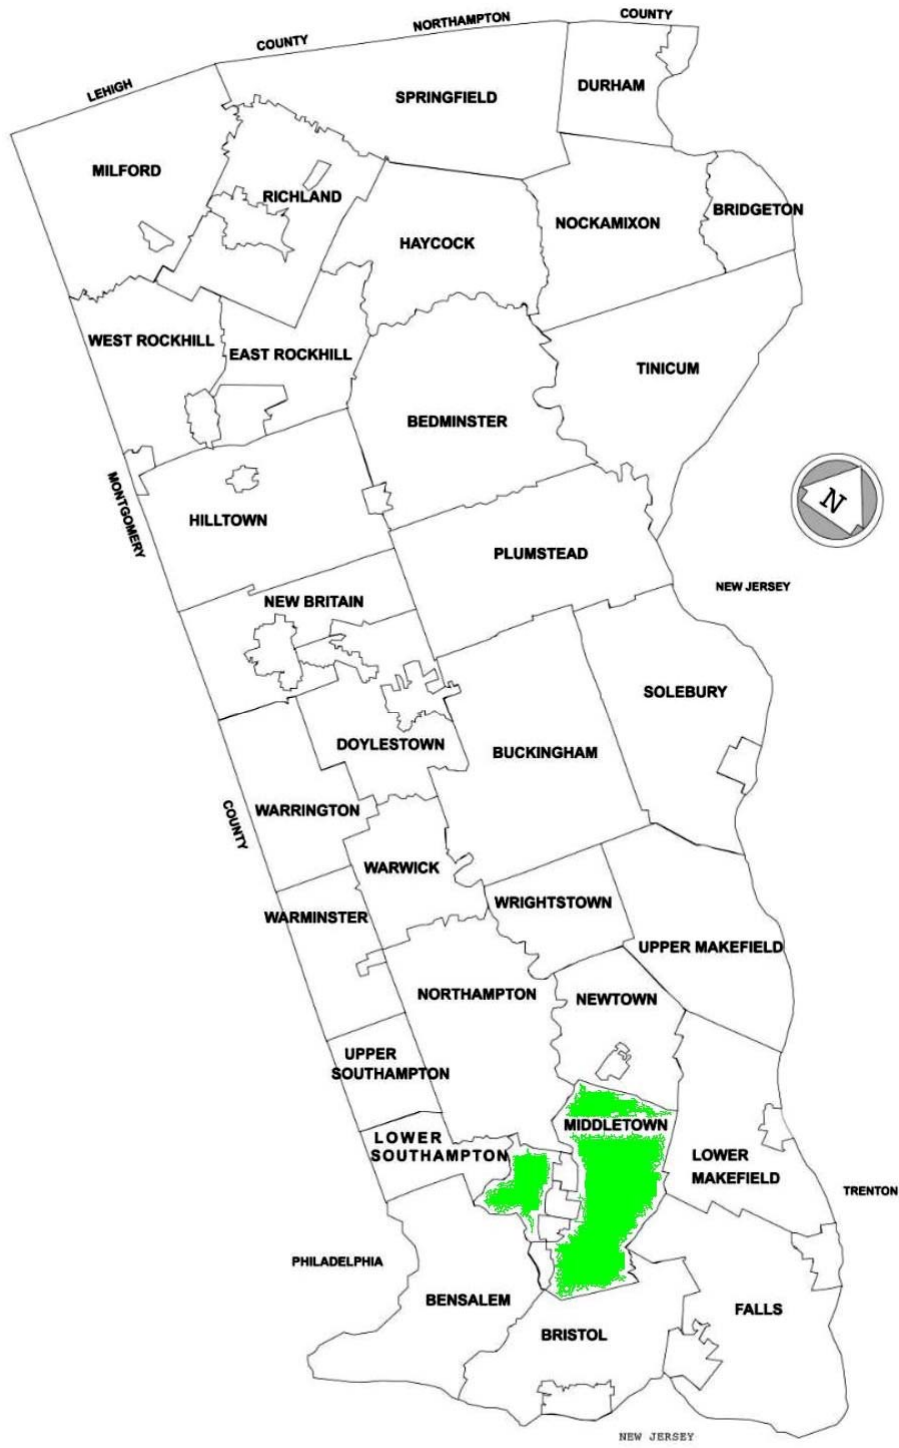 NORTHAMPTON
COUNTY
COUNTY
LEHIGH
DURHAM
SPRINGFIELD
MILFORD
RICHLAND
BRIDGETON
NOCKAMIXON
HAYCOCK
WEST ROCKHILL
EAST ROCKHILL
TINICUM
BEDMINSTER
MONTGOMERY
N
HILLTOWN
PLUMSTEAD
NEW JERSEY
NEW BRITAIN
SOLEBURY
DOYLESTOWN
BUCKINGHAM
COUNTY
WARRINGTON
WARWICK
WRIGHTSTOWN
WARMINSTER
UPPER MAKEFIELD
NORTHAMPTON
NEWTOWN
UPPER
SOUTHAMPTON
MIDDLETOWN
LOWER
SOUTHAMPTON
LOWER
MAKEFIELD
TRENTON
PHILADELPHIA
BENSALEM
FALLS
BRISTOL
NEW JERSEY